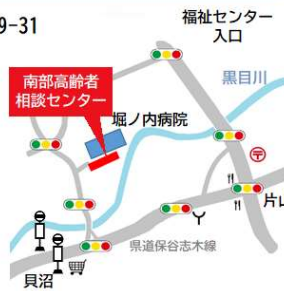 9-31
福祉センター
入口
南部高齢者
相談センター
黒目川
堀ノ内病院
片山
県道保谷志木線
貝沼